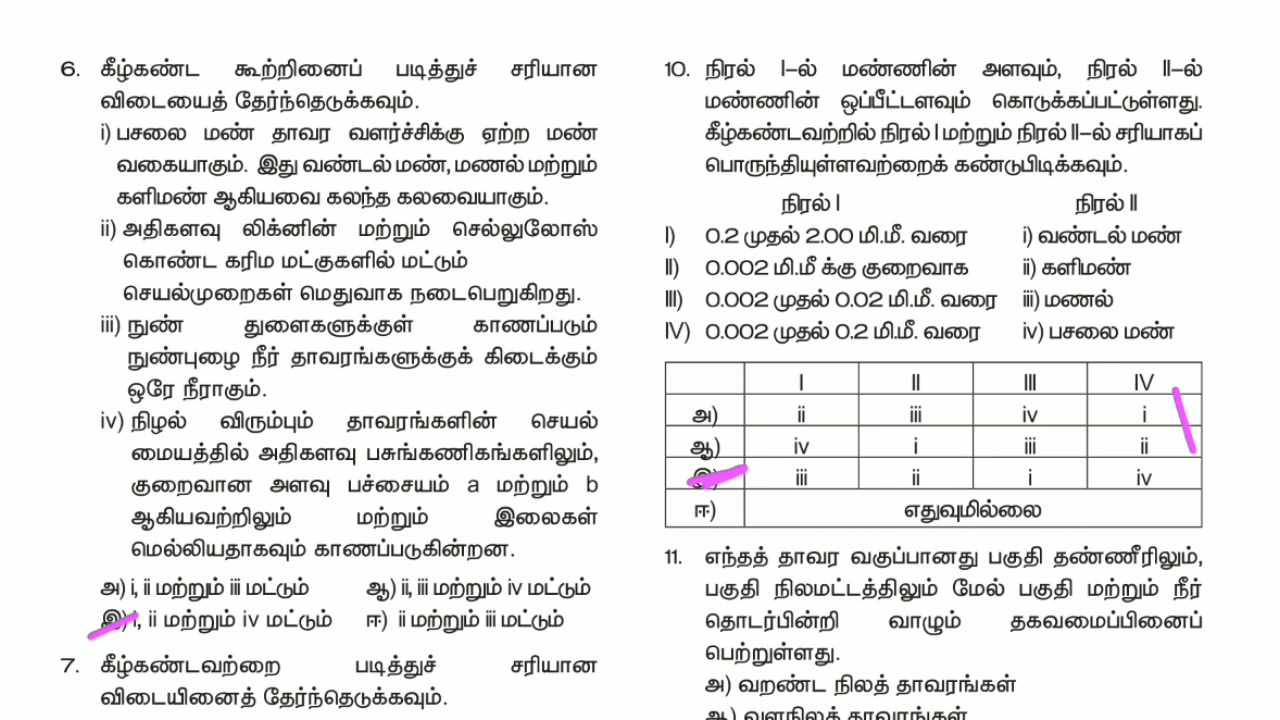 6. கீழ்கண்ட கூற்றினைப் படித்துச் சரியான
விடையைத் தேர்ந்தெடுக்கவும்.
i) பசலை மண் தாவர வளர்ச்சிக்கு ஏற்ற மண்
வகையாகும். இது வண்டல் மண், மணல் மற்றும்
களிமண் ஆகியவை கலந்த கலவையாகும்.
ii) அதிகளவு லிக்னின் மற்றும் செல்லுலோஸ்
கொண்ட கரிம மட்குகளில் மட்டும்
செயல்முறைகள் மெதுவாக நடைபெறுகிறது.
iii) நுண் துளைகளுக்குள் காணப்படும்
நுண்புழை நீர் தாவரங்களுக்குக் கிடைக்கும்
ஒரே நீராகும்.
iv) நிழல் விரும்பும் தாவரங்களின் செயல்
மையத்தில் அதிகளவு பசுங்கணிகங்களிலும்,
குறைவான அளவு பச்சையம் a மற்றும் b
ஆகியவற்றிலும் மற்றும் இலைகள்
மெல்லியதாகவும் காணப்படுகின்றன.
அ) i, ii மற்றும் iii மட்டும் ஆ) ii, iii மற்றும் iv மட்டும்
இ) i, ii மற்றும் iv மட்டும் ஈ) ii மற்றும் iii மட்டும்
7. கீழ்கண்டவற்றை படித்துச் சரியான
விடையினைத் தேர்ந்தெடுக்கவும்.
10. நிரல் I–ல் மண்ணின் அளவும், நிரல் II–ல்
மண்ணின் ஒப்பீட்டளவும் கொடுக்கப்பட்டுள்ளது.
கீழ்கண்டவற்றில் நிரல் I மற்றும் நிரல் II–ல் சரியாகப்
பொருந்தியுள்ளவற்றைக் கண்டுபிடிக்கவும்.
நிரல் I நிரல் II
I) 0.2 முதல் 2.00 மி.மீ. வரை i) வண்டல் மண்
II) 0.002 மி.மீ க்கு குறைவாக ii) களிமண்
III) 0.002 முதல் 0.02 மி.மீ. வரை iii) மணல்
IV) 0.002 முதல் 0.2 மி.மீ. வரை iv) பசலை மண்
I II III IV
அ) ii iii iv i
ஆ) iv i iii ii
இ) iii ii i iv
ஈ) எதுவுமில்லை
11. எந்தத் தாவர வகுப்பானது பகுதி தண்ணீரிலும்,
பகுதி நிலமட்டத்திலும் மேல் பகுதி மற்றும் நீர்
தொடர்பின்றி வாழும் தகவமைப்பினைப்
பெற்றுள்ளது.
அ) வறண்ட நிலத் தாவரங்கள்
ஆ) வளநிலத் தாவரங்கள்